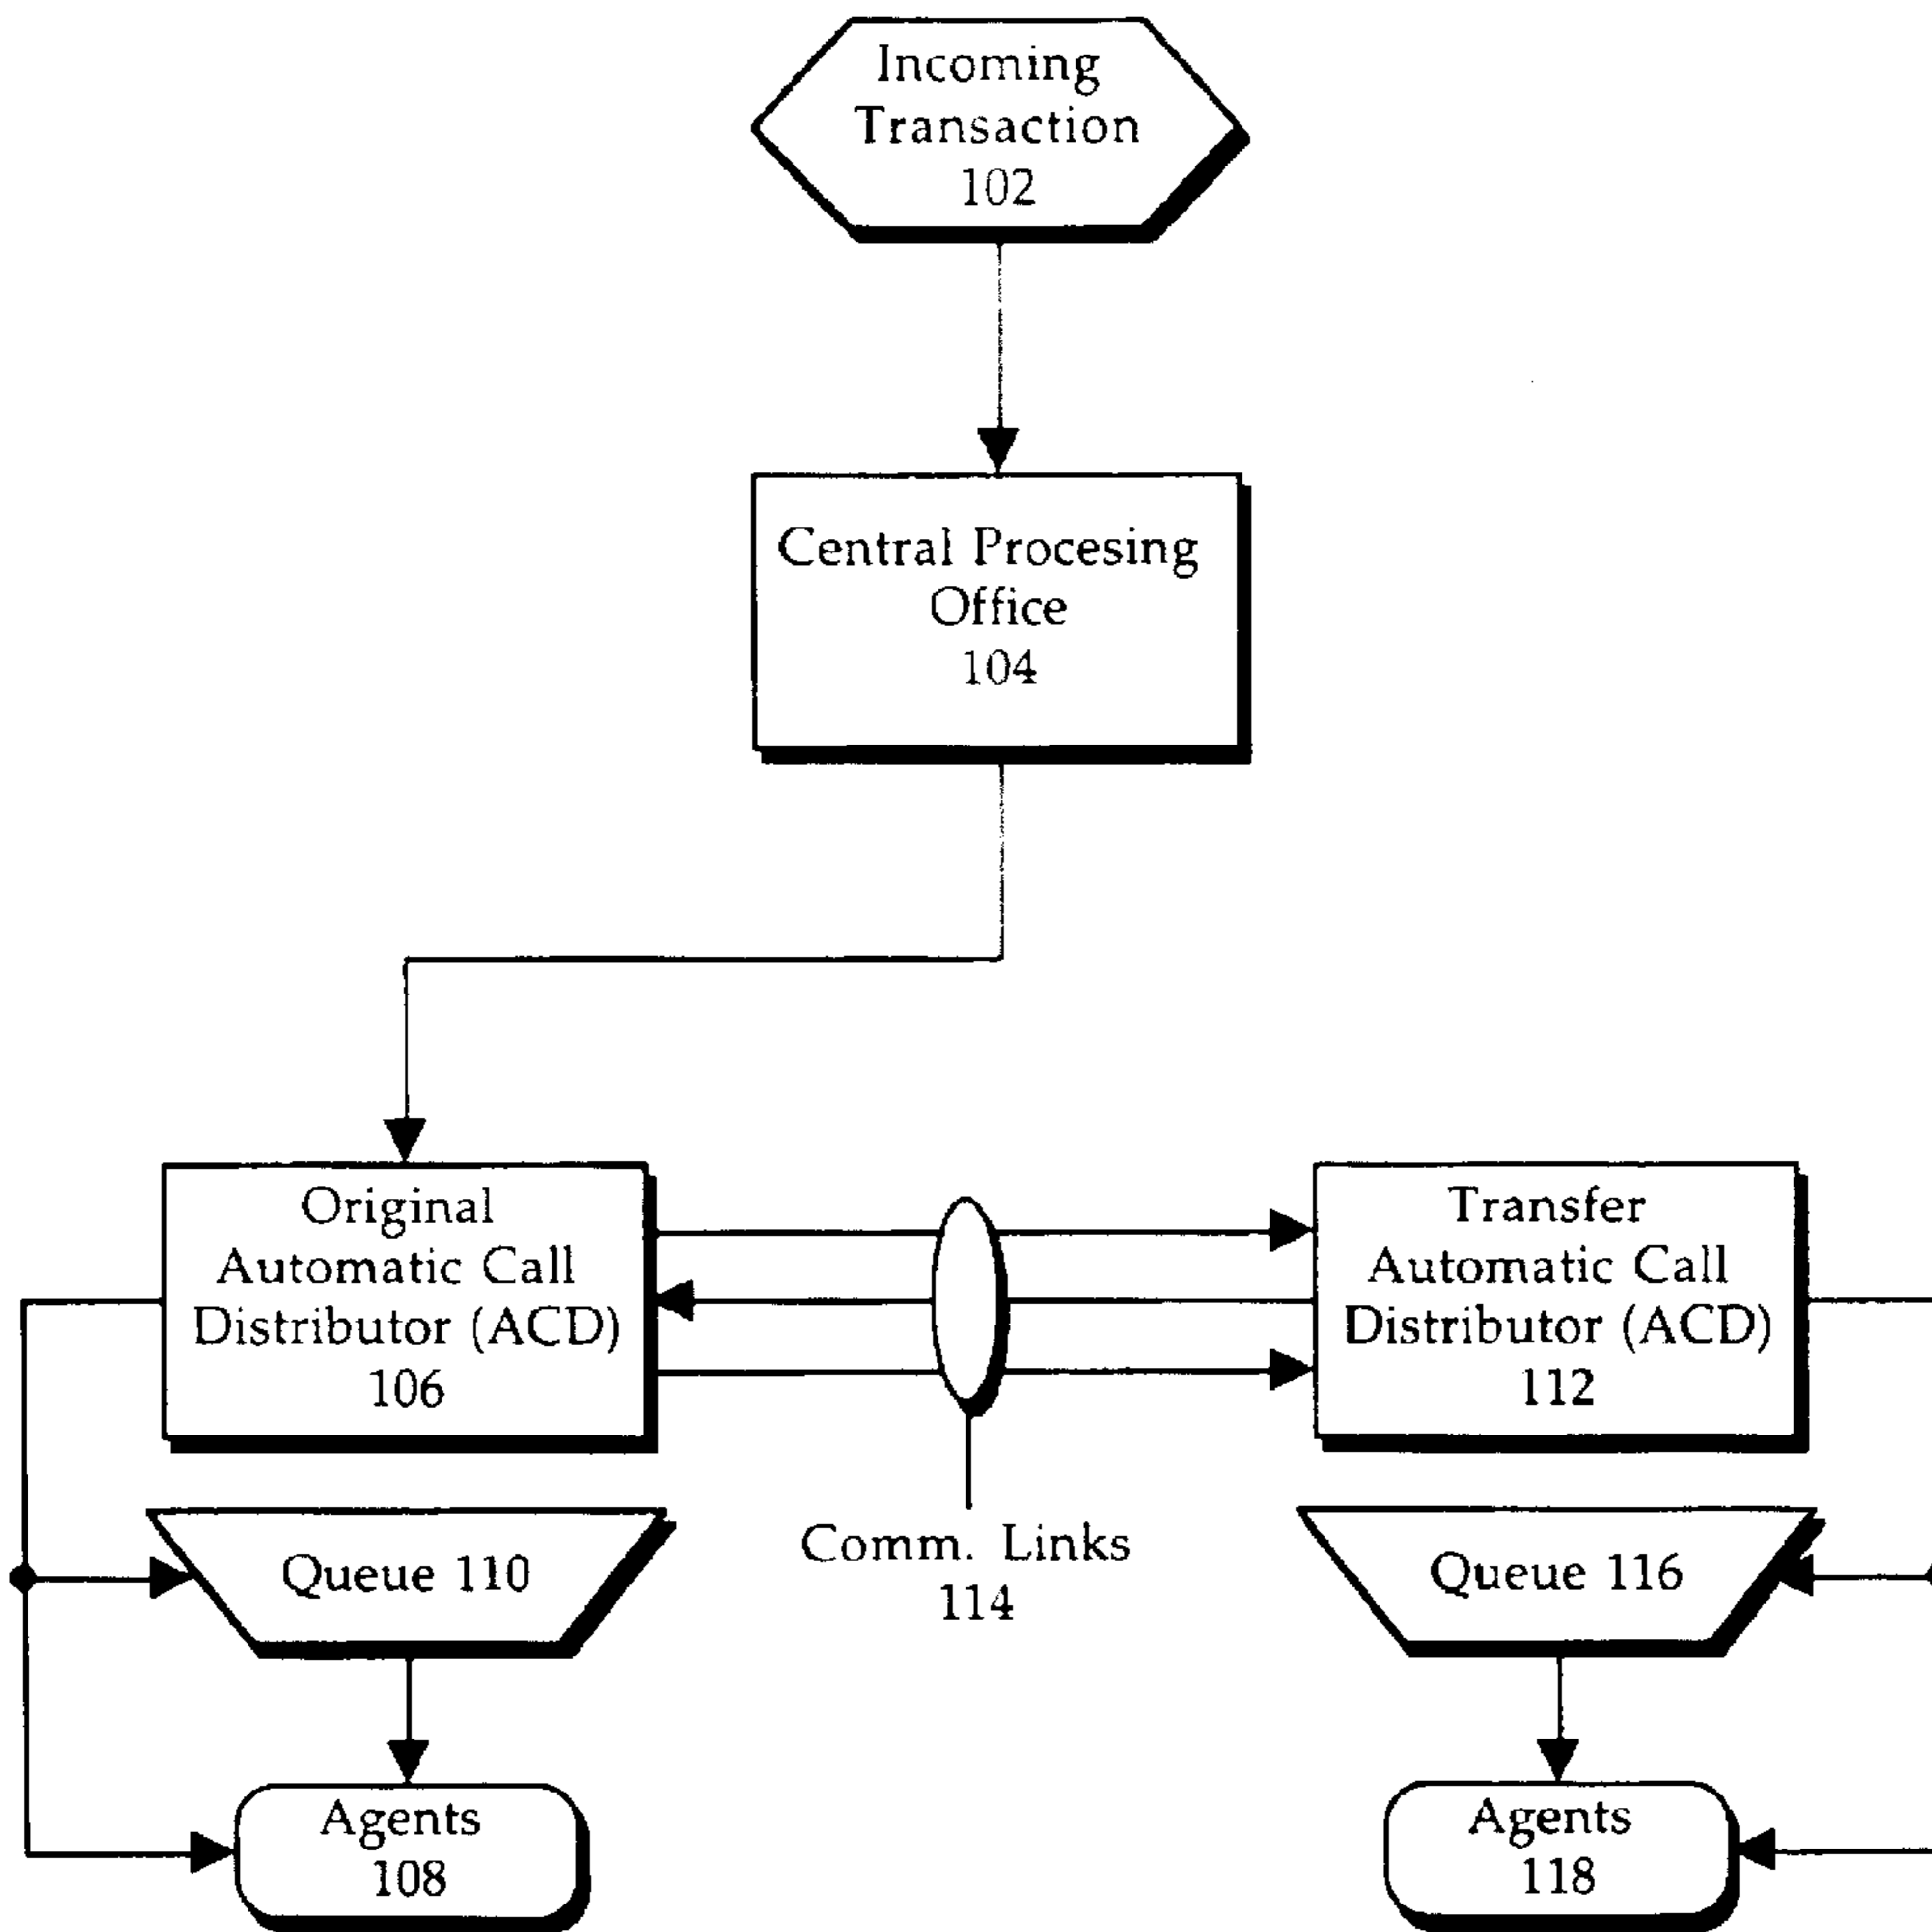 Incoming
Transaction
102
Central Procesing
Office
104
Original
Automatic Call
Distributor (ACD)
106
Transfer
Automatic Call
Distributor (ACD)
112
Queue 110
Comm. Links
114
Queue 116
Agents
108
Agents
118